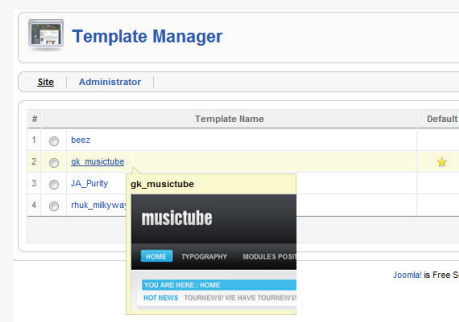 Template Manager
Site Administrator
# Template Name Default
1 beez
2 gk_musictube
3 JA_Purity
4 rhuk_milkyway
gk_musictube
musictube
HOME TYPOGRAPHY MODULES POSI
YOU ARE HERE : HOME
HOT NEWS TOURNEWS! WE HAVE TOURNEWS!
Joomla! is Free S